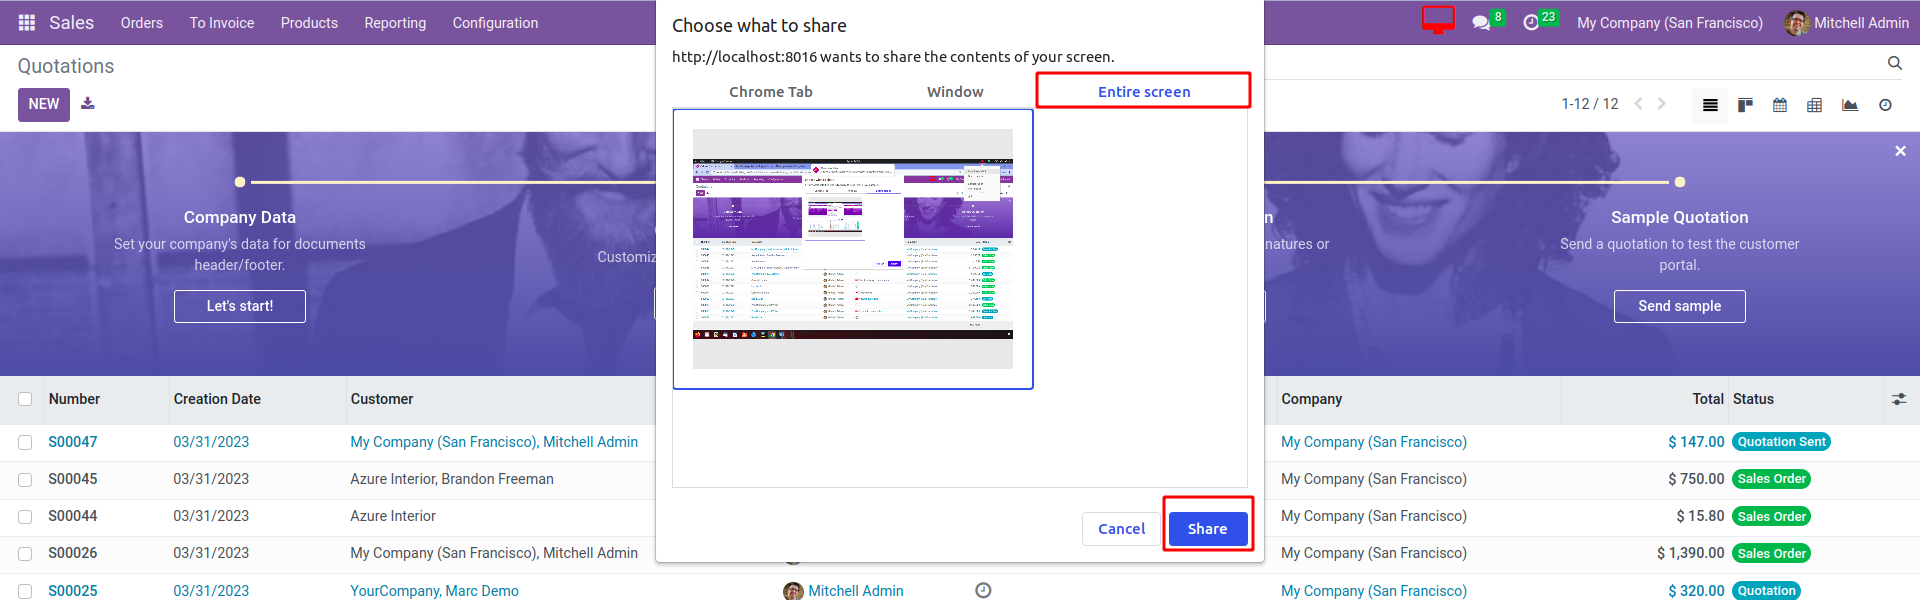 Sales Orders To Invoice Products Reporting Configuration
8 23 My Company (San Francisco) Mitchell Admin
Choose what to share
http://localhost:8016 wants to share the contents of your screen.
Chrome Tab Window Entire screen
Cancel Share
Quotations
NEW
1-12 / 12
Company Data
Set your company's data for documents
header/footer.
Let's start!
Customiz
n
natures or
Sample Quotation
Send a quotation to test the customer
portal.
Send sample
Number Creation Date Customer Company Total Status
S00047 03/31/2023 My Company (San Francisco), Mitchell Admin My Company (San Francisco) $ 147.00 Quotation Sent
S00045 03/31/2023 Azure Interior, Brandon Freeman My Company (San Francisco) $ 750.00 Sales Order
S00044 03/31/2023 Azure Interior My Company (San Francisco) $ 15.80 Sales Order
S00026 03/31/2023 My Company (San Francisco), Mitchell Admin My Company (San Francisco) $ 1,390.00 Sales Order
S00025 03/31/2023 YourCompany, Marc Demo Mitchell Admin My Company (San Francisco) $ 320.00 Quotation